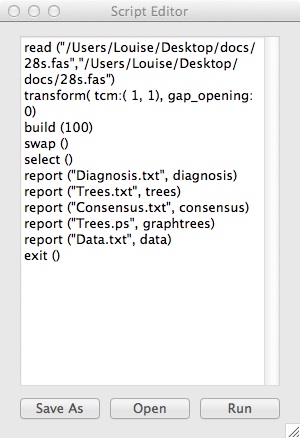 Script Editor
read ("/Users/Louise/Desktop/docs/
28s.fas","/Users/Louise/Desktop/
docs/28s.fas")
transform( tcm:( 1, 1), gap_opening:
0)
build (100)
swap ()
select ()
report ("Diagnosis.txt", diagnosis)
report ("Trees.txt", trees)
report ("Consensus.txt", consensus)
report ("Trees.ps", graphtrees)
report ("Data.txt", data)
exit ()
Save As
Open
Run